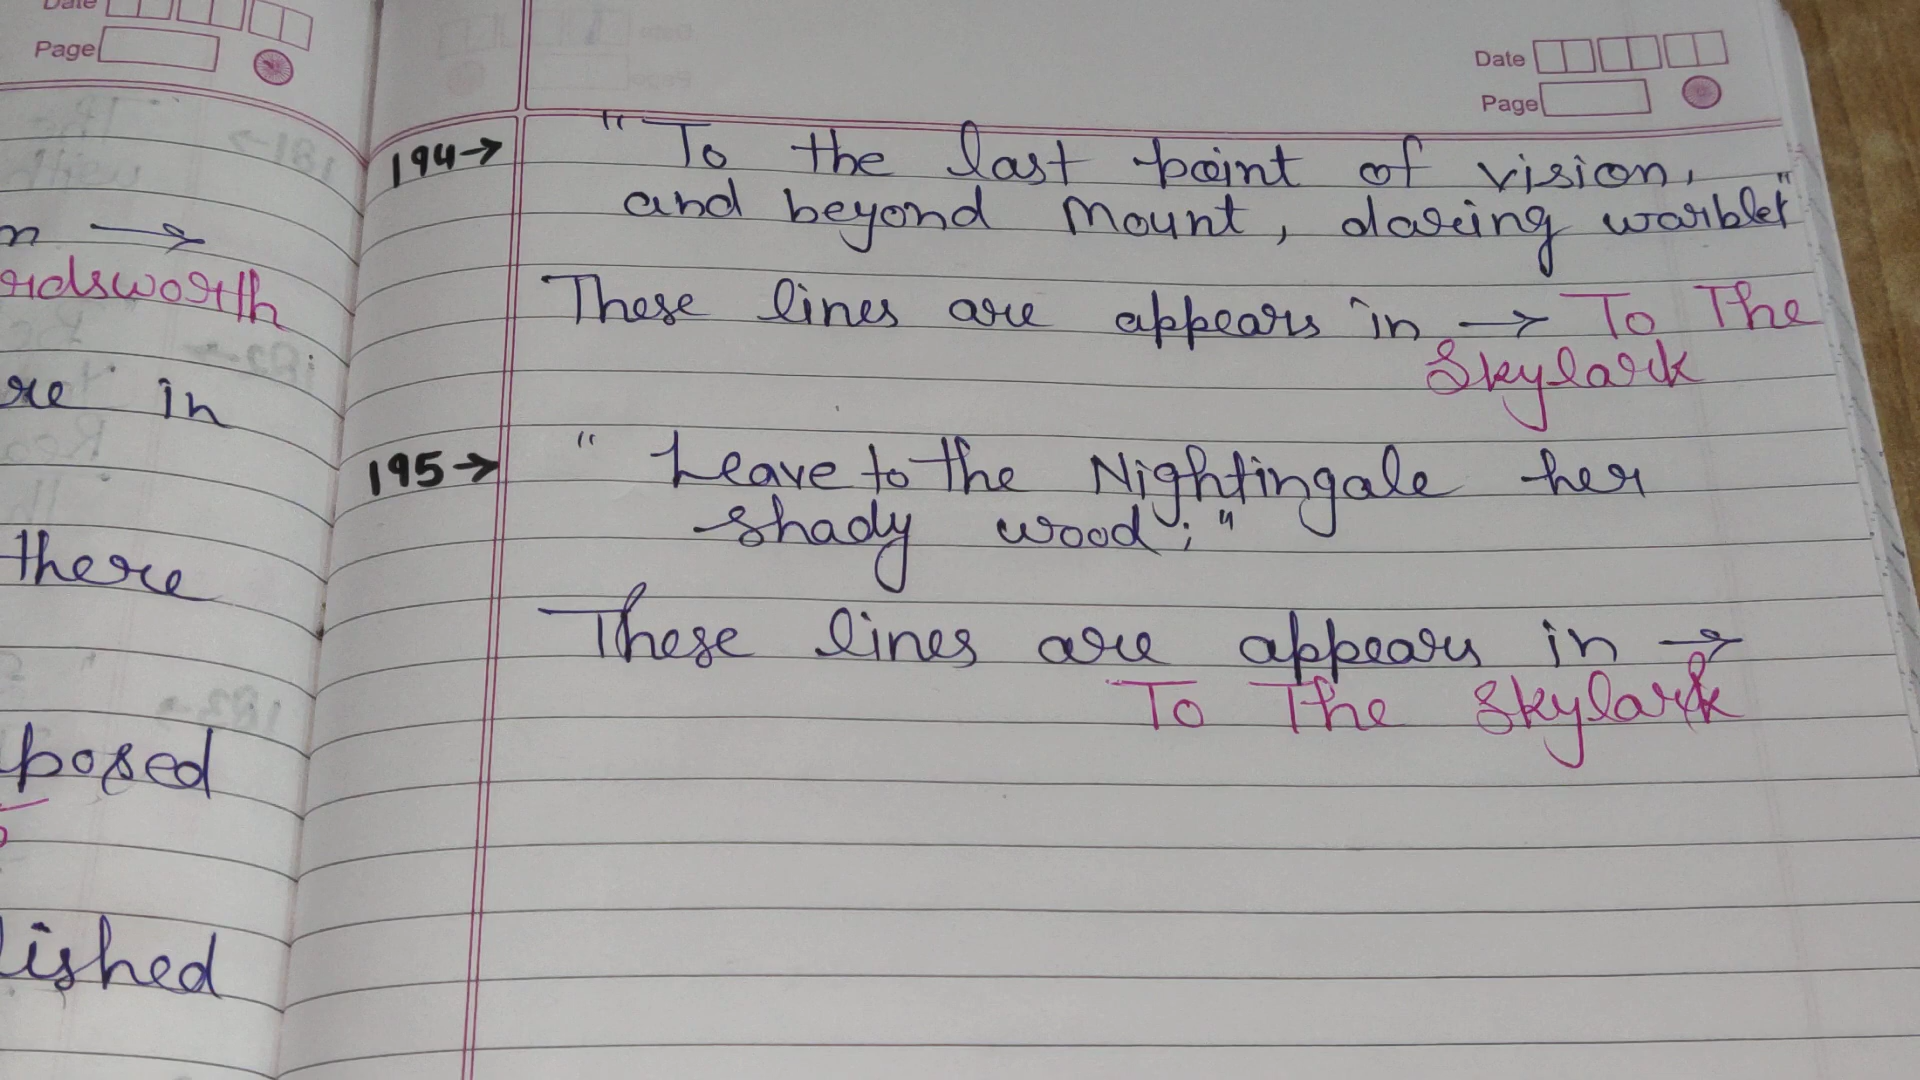 Date
Page
n →
rdsworth
re in
there
posed
lished
Date
Page
194→ "To the last point of vision,
and beyond Mount, daring warbler"
These lines are appears in → To The
Skylark
195→ "Leave to the Nightingale her
shady wood;"
These lines are appears in →
To The Skylark